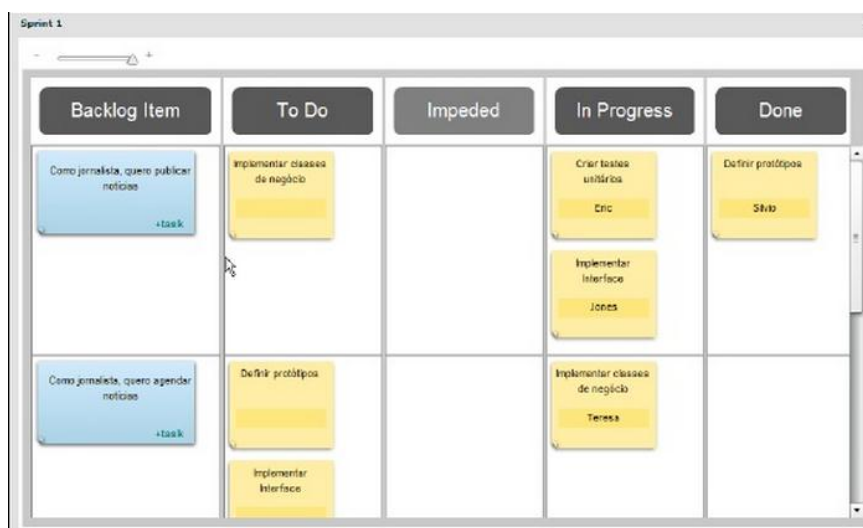 Sprint 1
- +
Backlog Item
To Do
Impeded
In Progress
Done
Como jornalista, quero publicar
notícias
+task
Implementar classes
de negócio
Criar testes
unitários
Eric
Implementar
Interface
Jones
Definir protótipos
Silvio
Como jornalista, quero agendar
notícias
+task
Definir protótipos
Implementar
Interface
Implementar classes
de negócio
Teresa